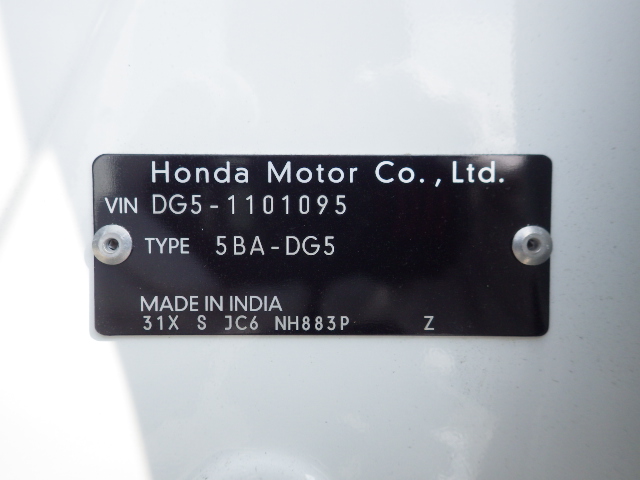 Honda Motor Co., Ltd.
VIN DG5-1101095
TYPE 5BA-DG5
MADE IN INDIA
31X S JC6 NH883P Z